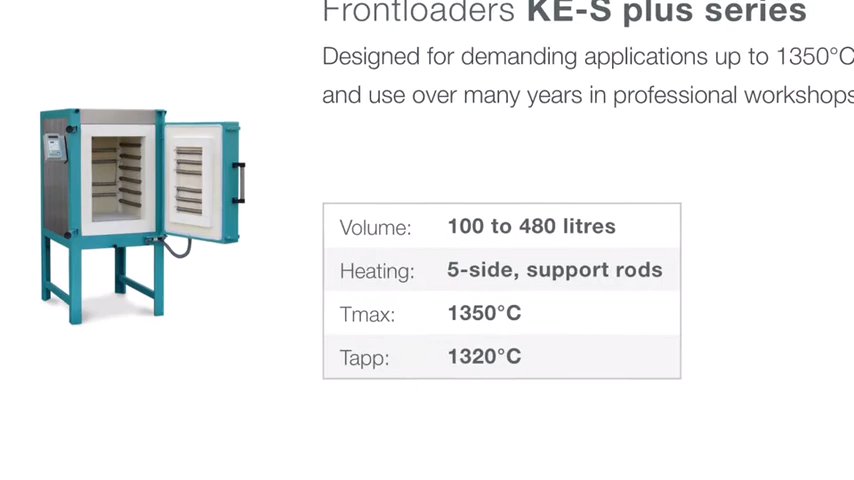 Frontloaders KE-S plus series
Designed for demanding applications up to 1350°C
and use over many years in professional workshops
Volume: 100 to 480 litres
Heating: 5-side, support rods
Tmax: 1350°C
Tapp: 1320°C